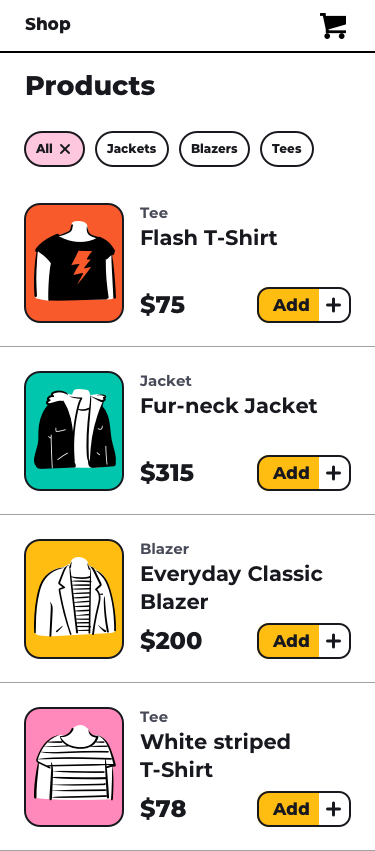 Shop
Products
All
Jackets
Blazers
Tees
Tee
Flash T-Shirt
$75
Add +
Jacket
Fur-neck Jacket
$315
Add +
Blazer
Everyday Classic
Blazer
$200
Add +
Tee
White striped
T-Shirt
$78
Add +